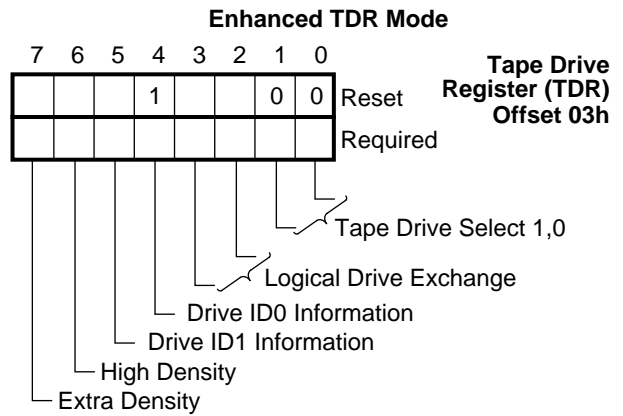 Enhanced TDR Mode
7 6 5 4 3 2 1 0
Tape Drive
Register (TDR)
Offset 03h
1 0 0 Reset
Required
Tape Drive Select 1,0
Logical Drive Exchange
Drive ID0 Information
Drive ID1 Information
High Density
Extra Density